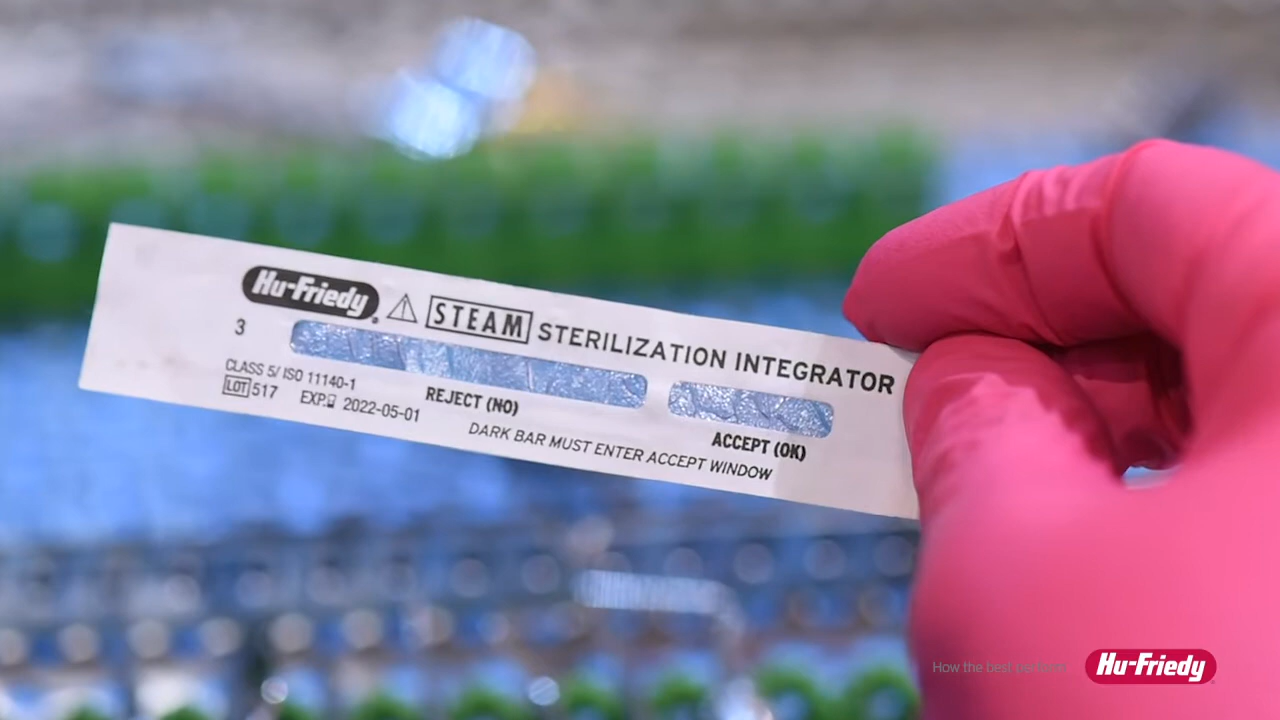 Hu-Friedy
STEAM STERILIZATION INTEGRATOR
3
CLASS 5/ ISO 11140-1
LOT 517 EXP. 2022-05-01
REJECT (NO)
ACCEPT (OK)
DARK BAR MUST ENTER ACCEPT WINDOW
How the best perform
Hu-Friedy